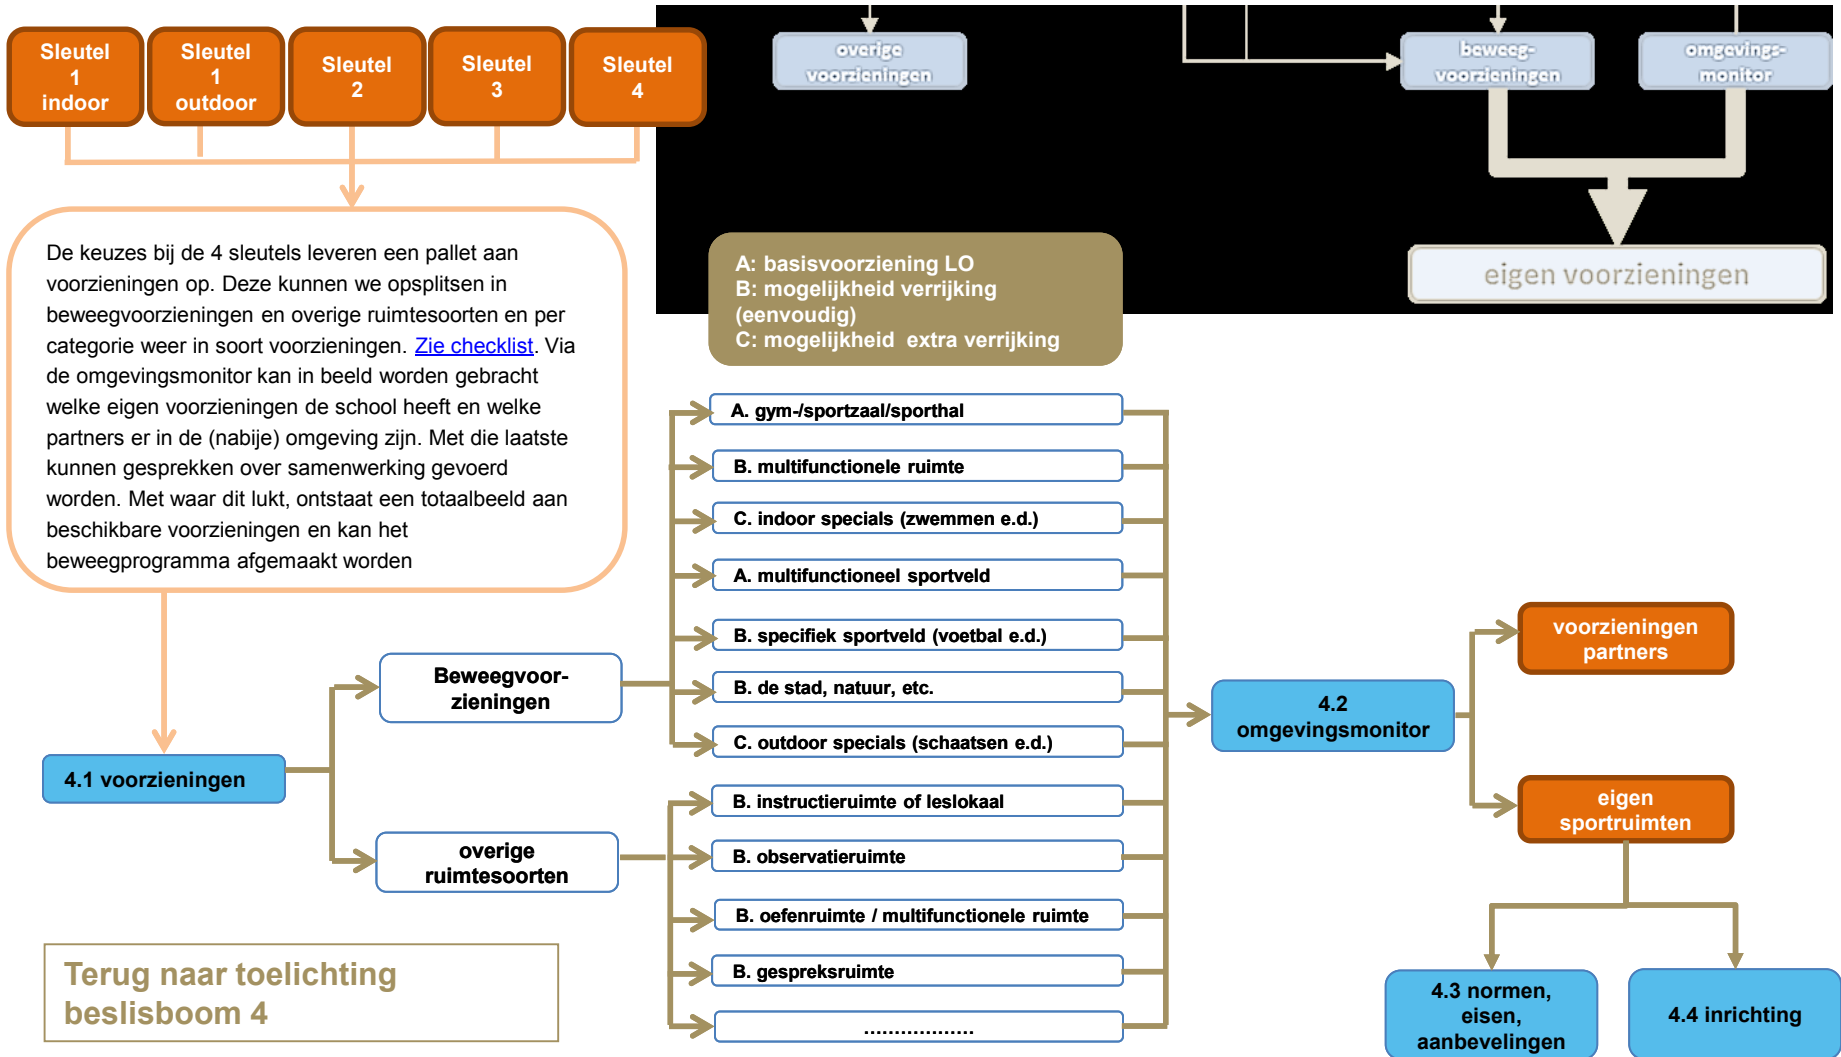 Sleutel
1
indoor
Sleutel
1
outdoor
Sleutel
2
Sleutel
3
Sleutel
4
overige
voorzieningen
beweeg-
voorzieningen
omgevings-
monitor
eigen voorzieningen
De keuzes bij de 4 sleutels leveren een pallet aan
voorzieningen op. Deze kunnen we opsplitsen in
beweegvoorzieningen en overige ruimtesoorten en per
categorie weer in soort voorzieningen. Zie checklist. Via
de omgevingsmonitor kan in beeld worden gebracht
welke eigen voorzieningen de school heeft en welke
partners er in de (nabije) omgeving zijn. Met die laatste
kunnen gesprekken over samenwerking gevoerd
worden. Met waar dit lukt, ontstaat een totaalbeeld aan
beschikbare voorzieningen en kan het
beweegprogramma afgemaakt worden
A: basisvoorziening LO
B: mogelijkheid verrijking
(eenvoudig)
C: mogelijkheid extra verrijking
4.1 voorzieningen
Beweegvoor-
zieningen
overige
ruimtesoorten
A. gym-/sportzaal/sporthal
B. multifunctionele ruimte
C. indoor specials (zwemmen e.d.)
A. multifunctioneel sportveld
B. specifiek sportveld (voetbal e.d.)
B. de stad, natuur, etc.
C. outdoor specials (schaatsen e.d.)
B. instructieruimte of leslokaal
B. observatieruimte
B. oefenruimte / multifunctionele ruimte
B. gespreksruimte
..................
4.2
omgevingsmonitor
voorzieningen
partners
eigen
sportruimten
4.3 normen,
eisen,
aanbevelingen
4.4 inrichting
Terug naar toelichting
beslisboom 4